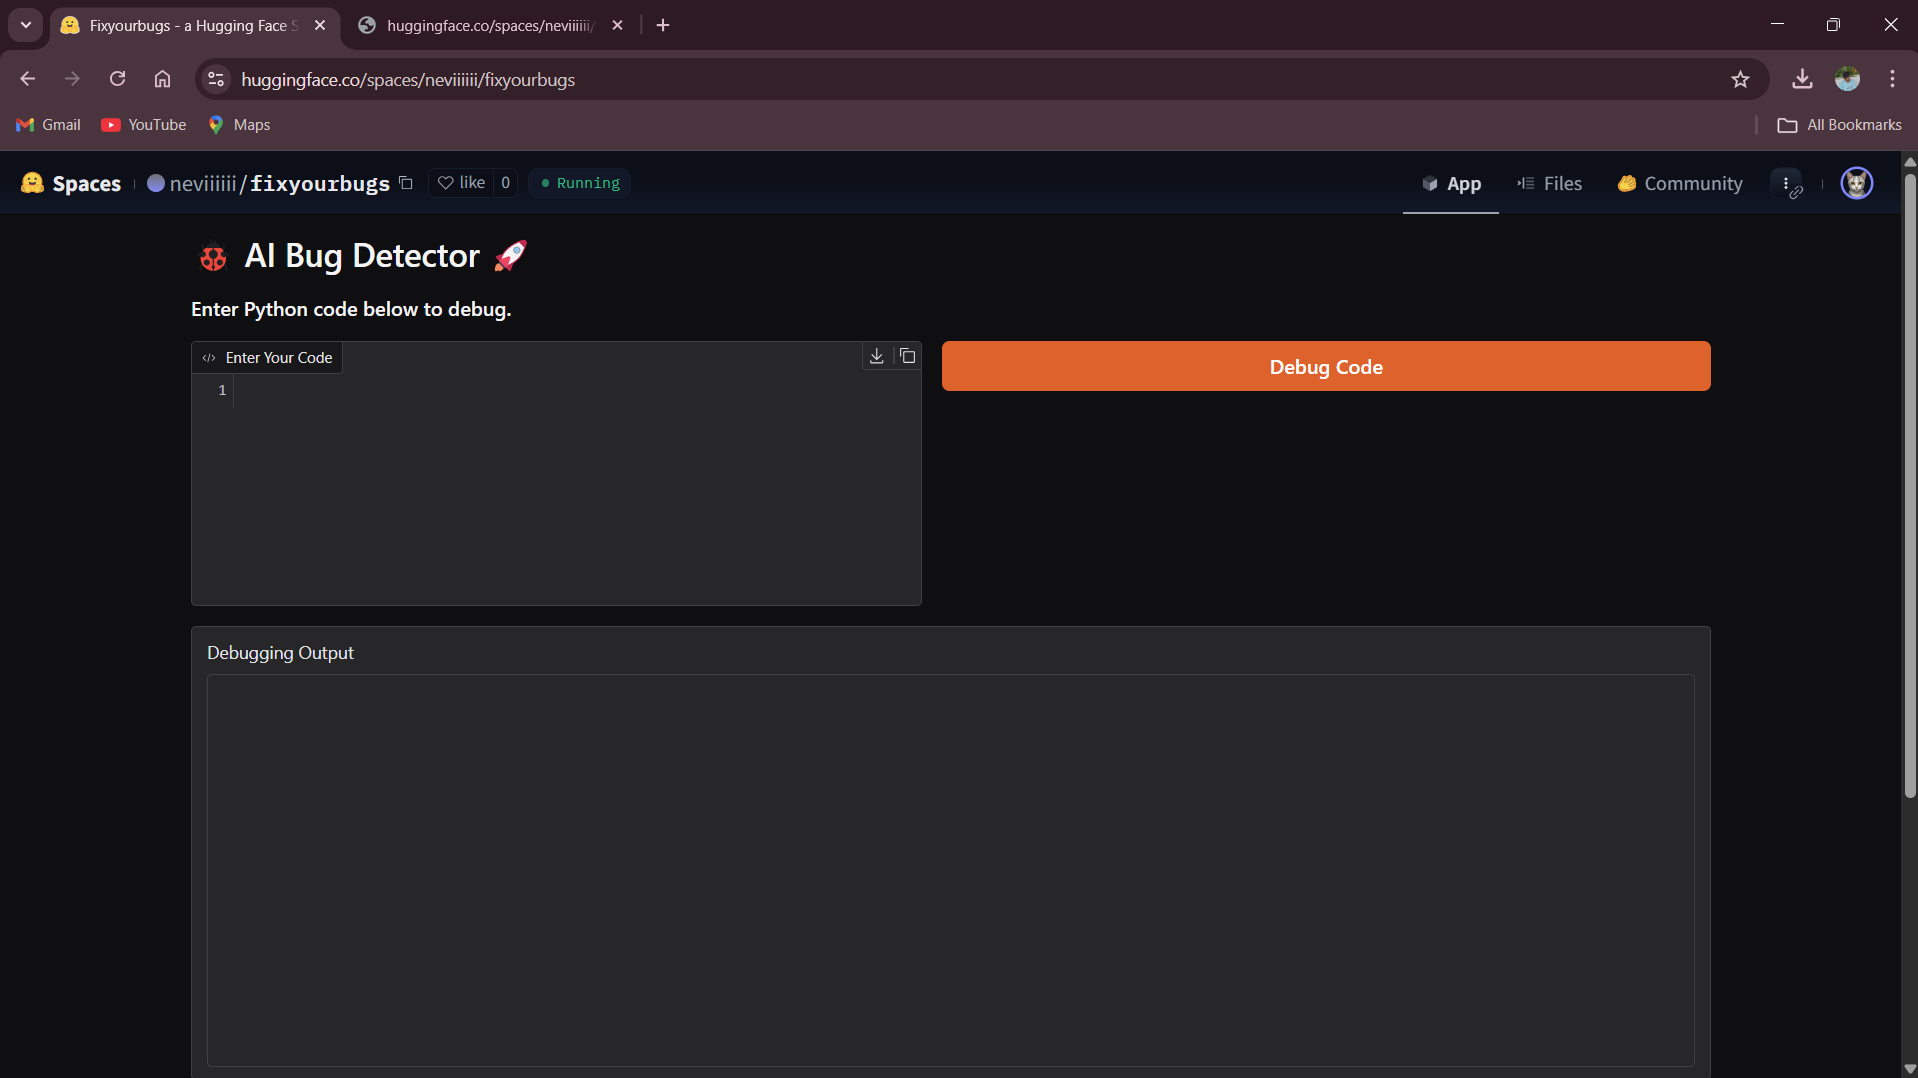 Fixyourbugs - a Hugging Face S
huggingface.co/spaces/neviiiiii/
huggingface.co/spaces/neviiiiii/fixyourbugs
Gmail YouTube Maps All Bookmarks
Spaces neviiiiii/fixyourbugs like 0 Running App Files Community
AI Bug Detector
Enter Python code below to debug.
Enter Your Code
Debug Code
1
Debugging Output